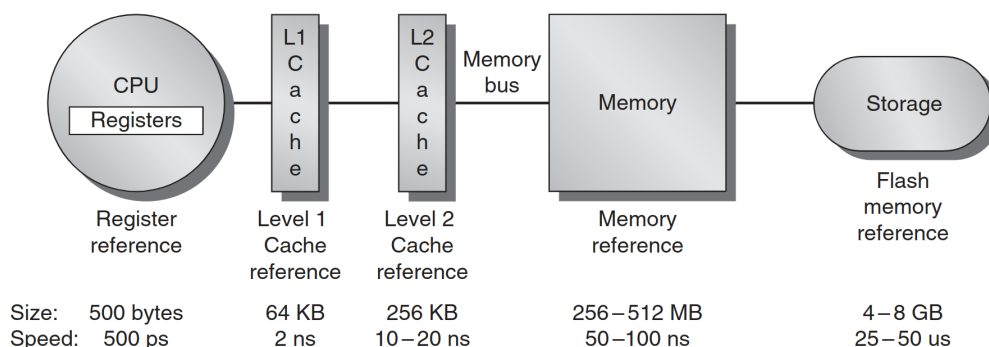 CPU
Registers
L1
C
a
c
h
e
L2
C
a
c
h
e
Memory
bus
Memory
Storage
Register
reference
Level 1
Cache
reference
Level 2
Cache
reference
Memory
reference
Flash
memory
reference
Size: 500 bytes 64 KB 256 KB 256–512 MB 4–8 GB
Speed: 500 ps 2 ns 10–20 ns 50–100 ns 25–50 us